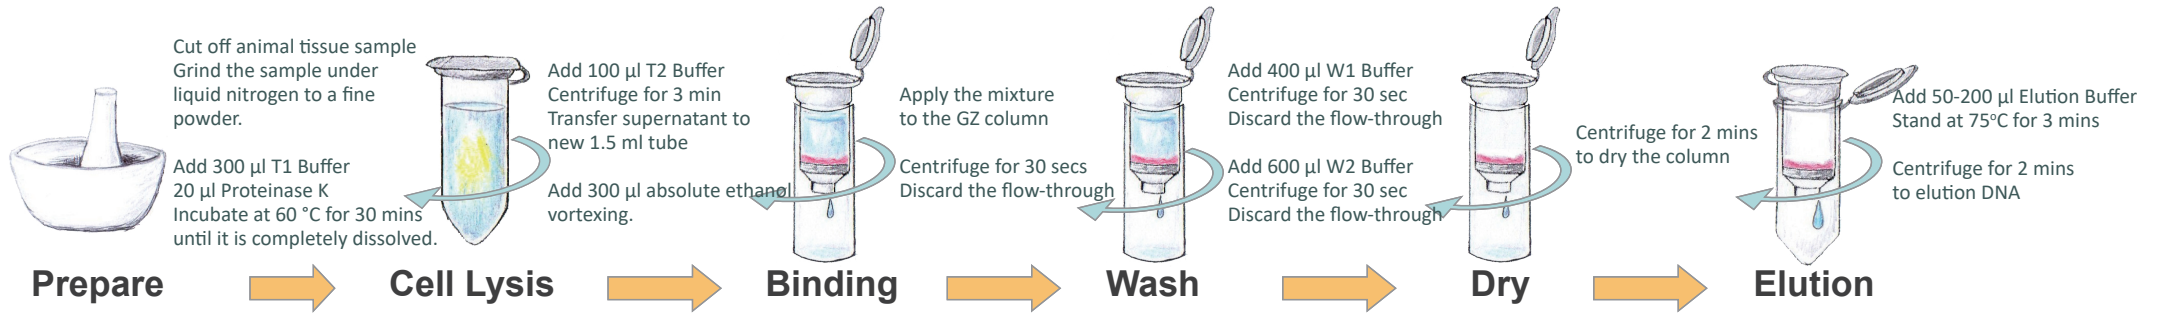 Cut off animal tissue sample
Grind the sample under
liquid nitrogen to a fine
powder.
Add 300 µl T1 Buffer
20 µl Proteinase K
Incubate at 60 °C for 30 mins
until it is completely dissolved.
Prepare
Add 100 µl T2 Buffer
Centrifuge for 3 min
Transfer supernatant to
new 1.5 ml tube
Add 300 µl absolute ethanol
vortexing.
Cell Lysis
Apply the mixture
to the GZ column
Centrifuge for 30 secs
Discard the flow-through
Binding
Add 400 µl W1 Buffer
Centrifuge for 30 sec
Discard the flow-through
Add 600 µl W2 Buffer
Centrifuge for 30 sec
Discard the flow-through
Wash
Centrifuge for 2 mins
to dry the column
Dry
Add 50-200 µl Elution Buffer
Stand at 75°C for 3 mins
Centrifuge for 2 mins
to elution DNA
Elution